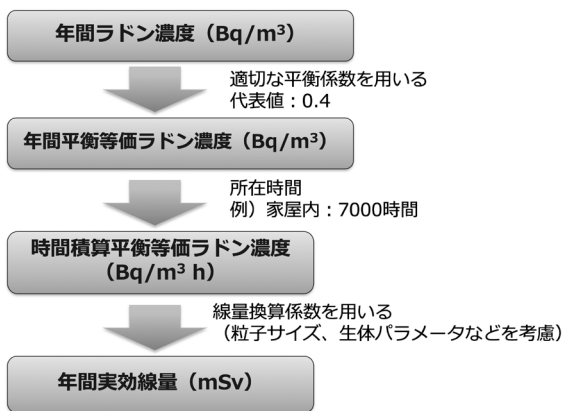 年間ラドン濃度（Bq/m³）
適切な平衡係数を用いる
代表値：0.4
年間平衡等価ラドン濃度（Bq/m³）
所在時間
例）家屋内：7000時間
時間積算平衡等価ラドン濃度
（Bq/m³ h）
線量換算係数を用いる
（粒子サイズ、生体パラメータなどを考慮）
年間実効線量（mSv）